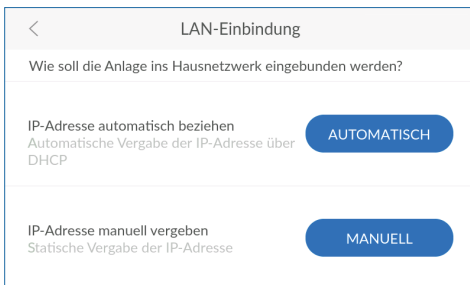 LAN-Einbindung
Wie soll die Anlage ins Hausnetzwerk eingebunden werden?
IP-Adresse automatisch beziehen
Automatische Vergabe der IP-Adresse über
DHCP
AUTOMATISCH
IP-Adresse manuell vergeben
Statische Vergabe der IP-Adresse
MANUELL